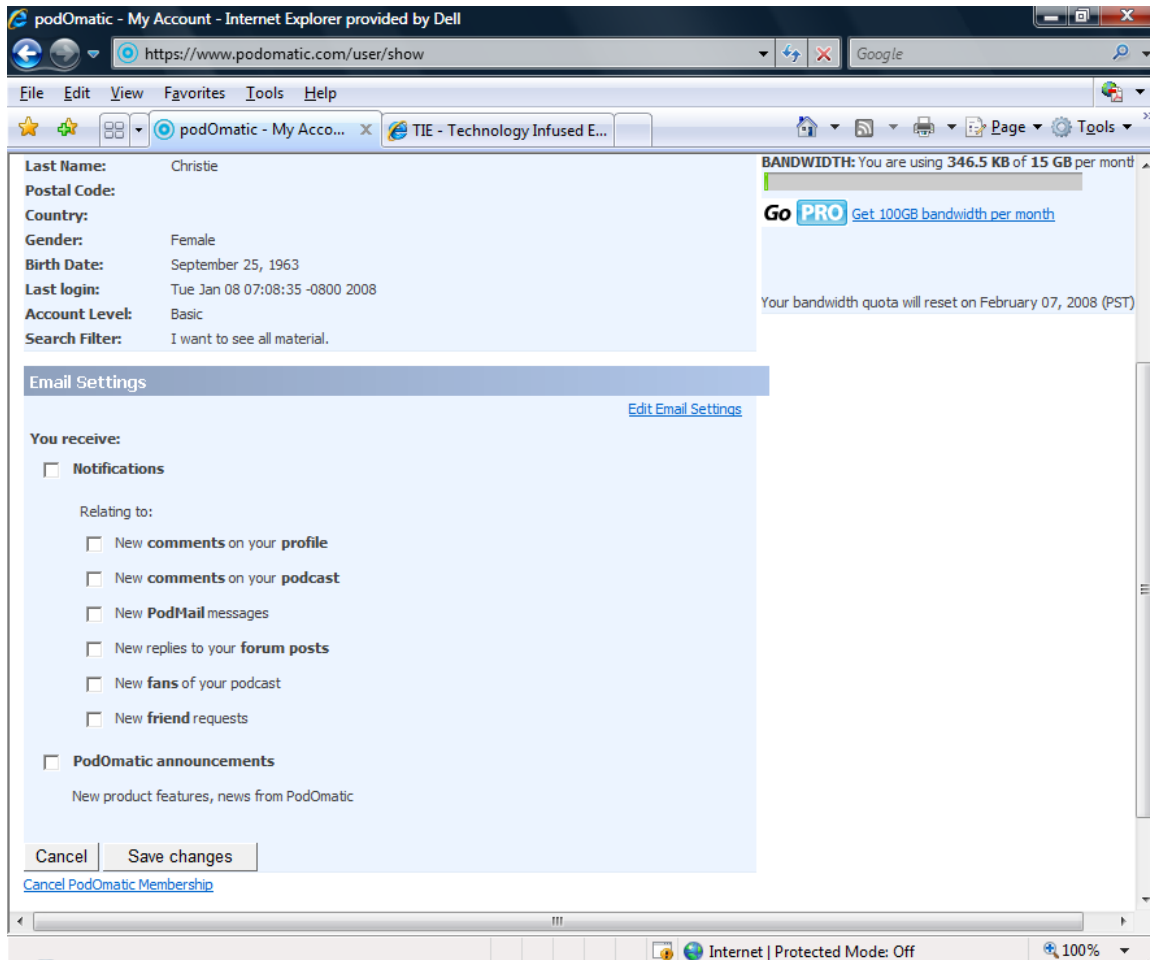 podOmatic - My Account - Internet Explorer provided by Dell
https://www.podomatic.com/user/show
Google
File Edit View Favorites Tools Help
podOmatic - My Acco... X TIE - Technology Infused E...
Page Tools
Last Name: Christie
Postal Code:
Country:
Gender: Female
Birth Date: September 25, 1963
Last login: Tue Jan 08 07:08:35 -0800 2008
Account Level: Basic
Search Filter: I want to see all material.
BANDWIDTH: You are using 346.5 KB of 15 GB per month
Go PRO Get 100GB bandwidth per month
Your bandwidth quota will reset on February 07, 2008 (PST)
Email Settings
Edit Email Settings
You receive:
Notifications
Relating to:
New comments on your profile
New comments on your podcast
New PodMail messages
New replies to your forum posts
New fans of your podcast
New friend requests
PodOmatic announcements
New product features, news from PodOmatic
Cancel Save changes
Cancel PodOmatic Membership
Internet | Protected Mode: Off
100%